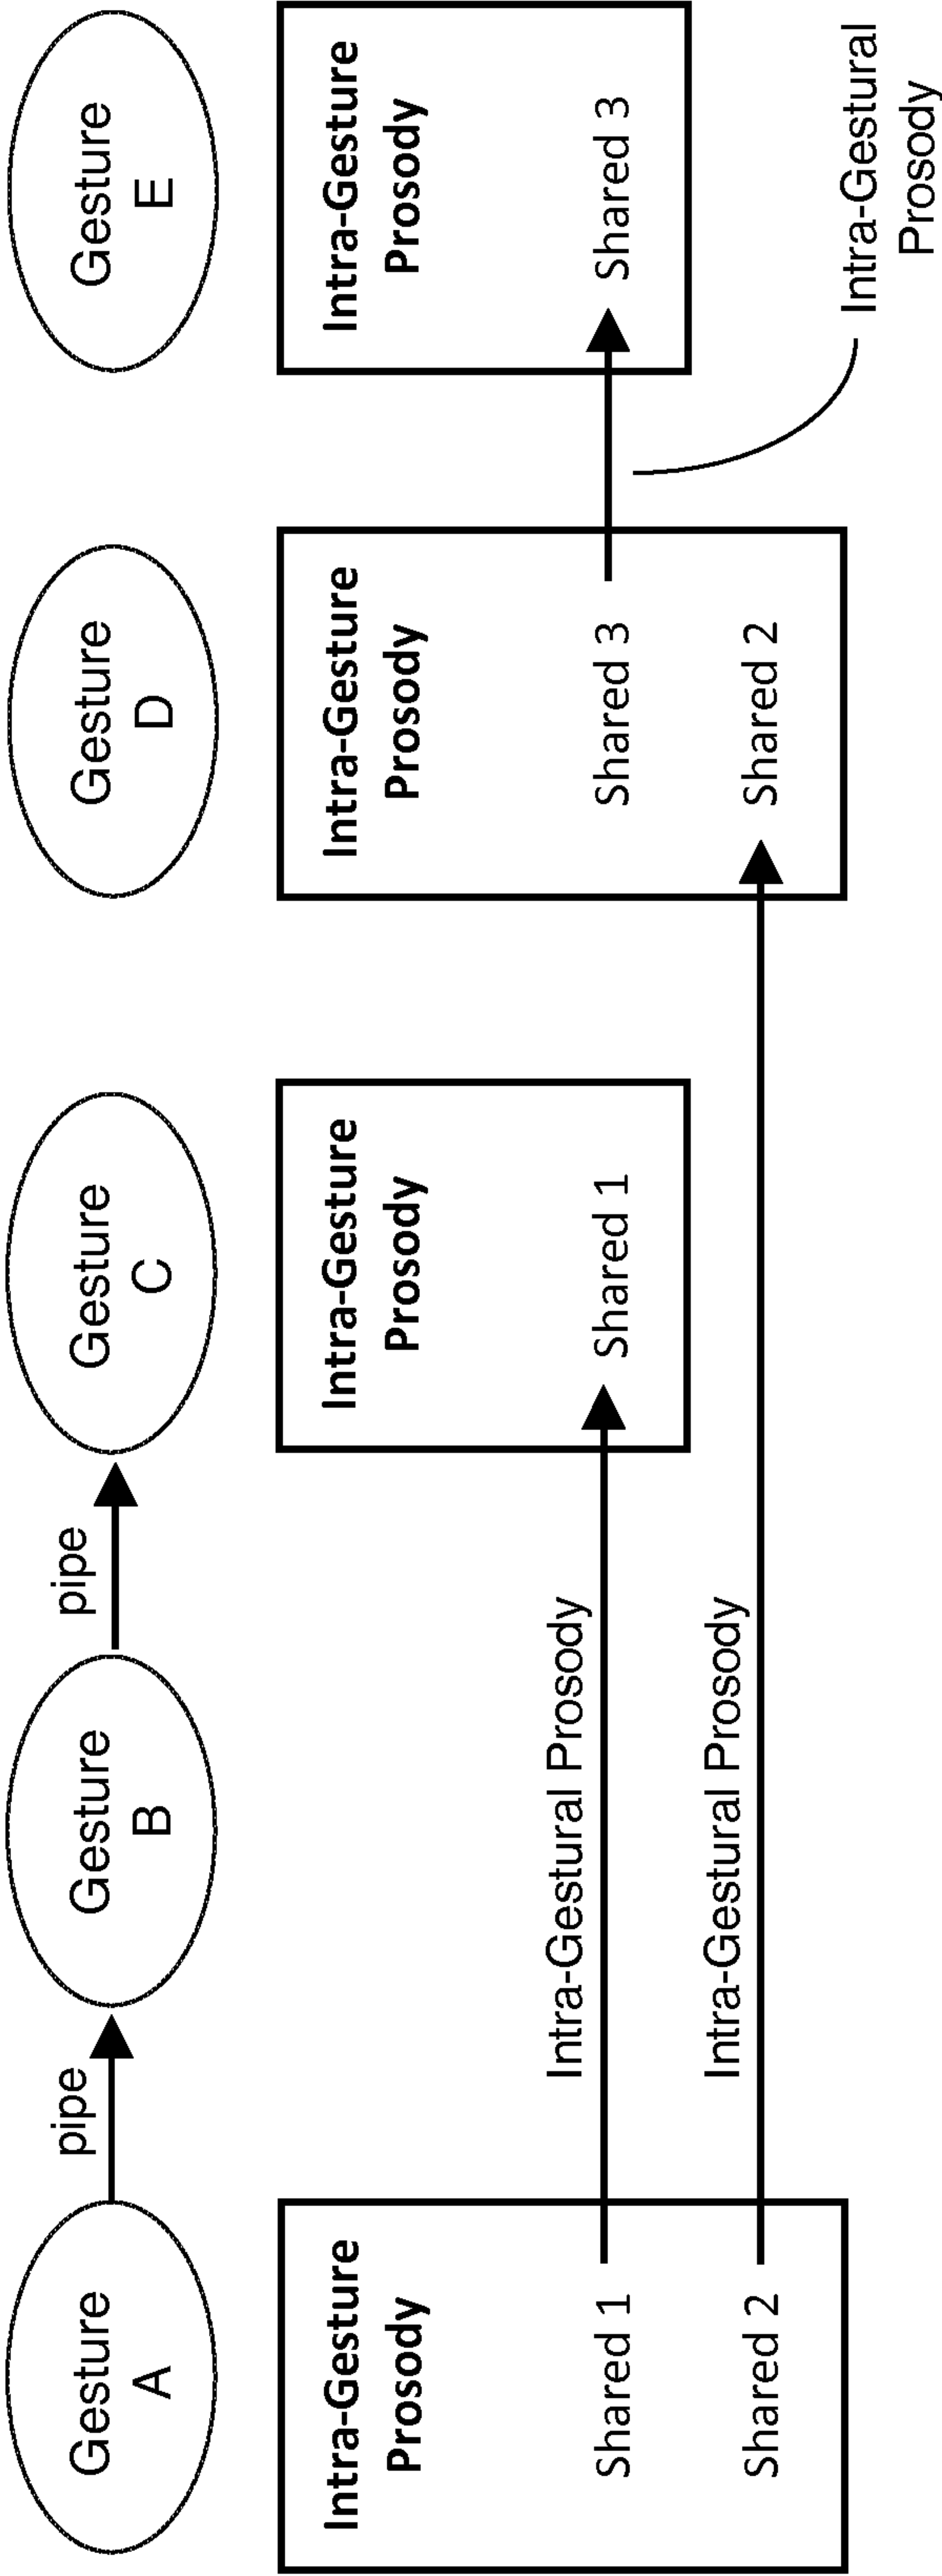 Gesture
A
pipe
Gesture
B
pipe
Gesture
C
Gesture
D
Gesture
E
Intra-Gesture
Prosody
Shared 1
Shared 2
Intra-Gestural Prosody
Intra-Gestural Prosody
Intra-Gesture
Prosody
Shared 1
Intra-Gesture
Prosody
Shared 3
Shared 2
Intra-Gesture
Prosody
Shared 3
Intra-Gestural
Prosody